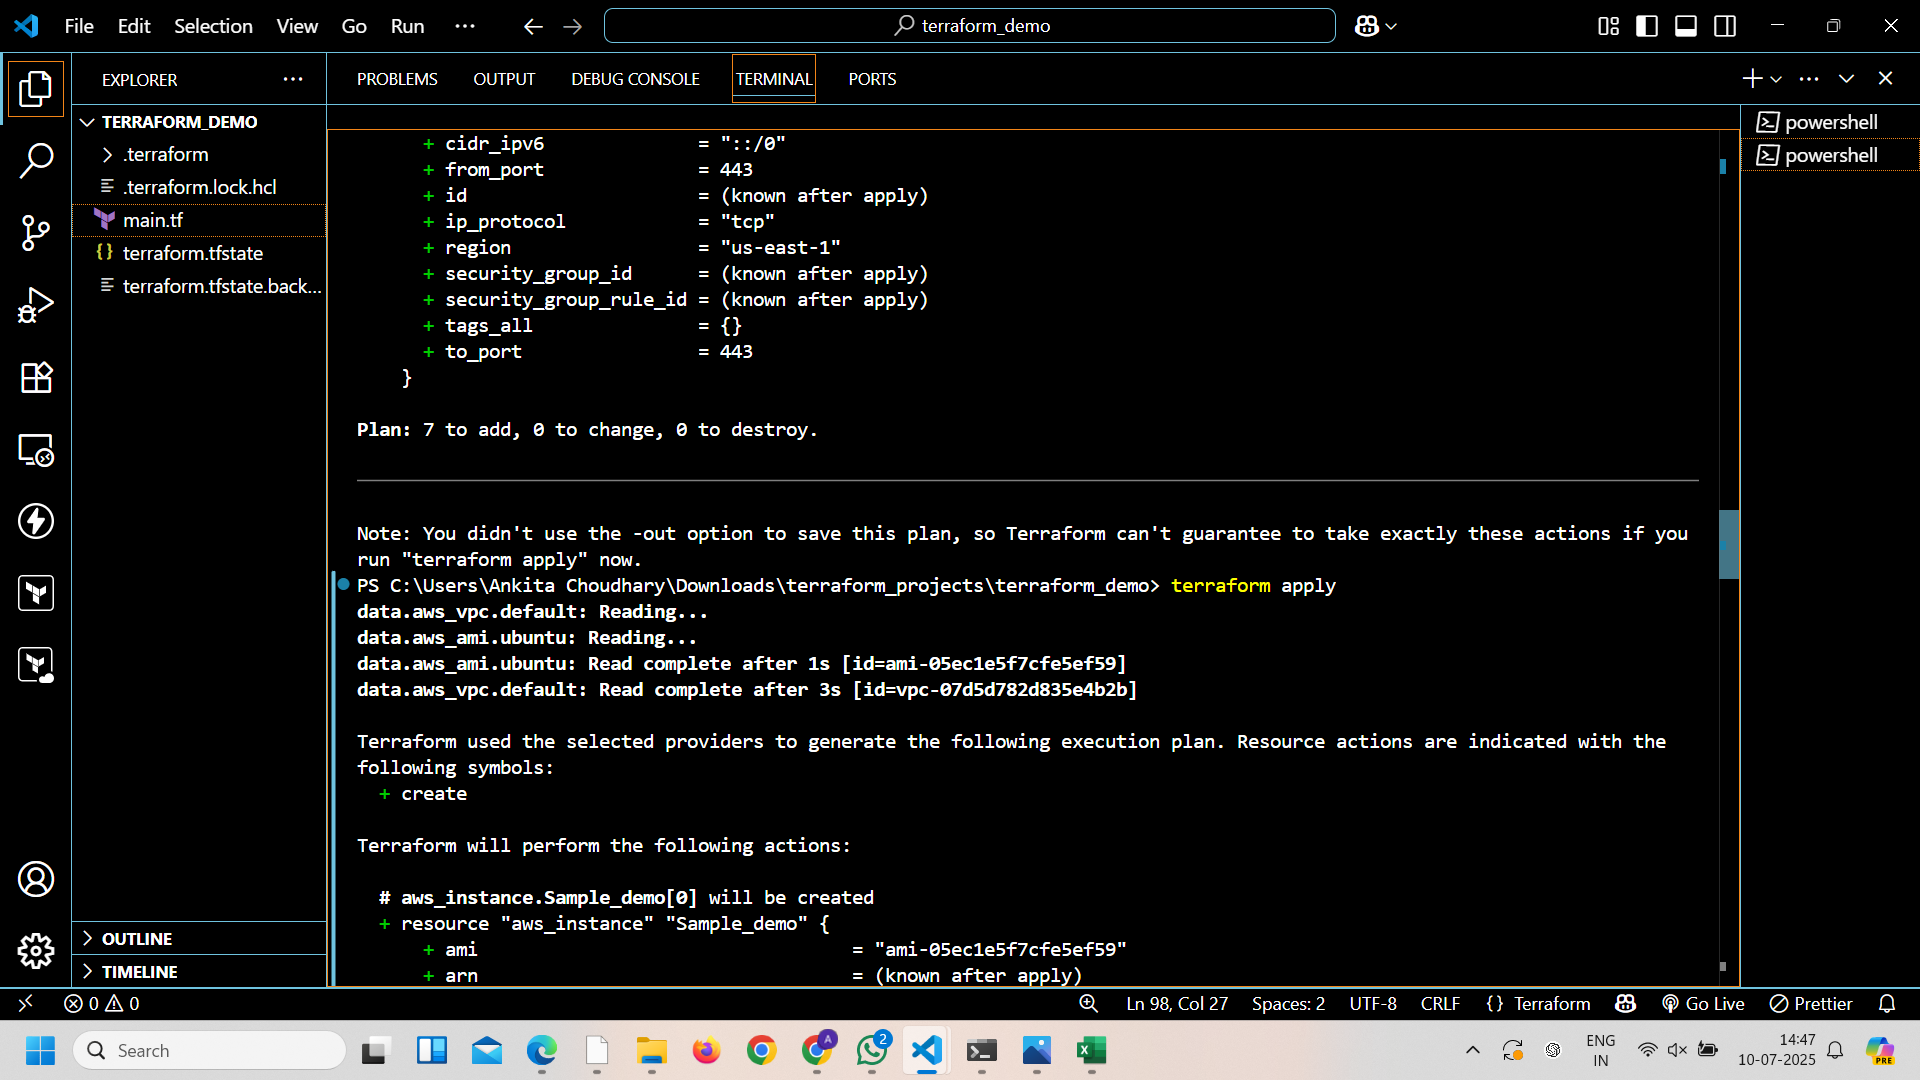 File Edit Selection View Go Run ···
terraform_demo
EXPLORER ···
TERRAFORM_DEMO
.terraform
.terraform.lock.hcl
main.tf
{} terraform.tfstate
terraform.tfstate.back...
OUTLINE
TIMELINE
PROBLEMS OUTPUT DEBUG CONSOLE TERMINAL PORTS
powershell
powershell
+ cidr_ipv6 = "::/0"
+ from_port = 443
+ id = (known after apply)
+ ip_protocol = "tcp"
+ region = "us-east-1"
+ security_group_id = (known after apply)
+ security_group_rule_id = (known after apply)
+ tags_all = {}
+ to_port = 443
}
Plan: 7 to add, 0 to change, 0 to destroy.
Note: You didn't use the -out option to save this plan, so Terraform can't guarantee to take exactly these actions if you
run "terraform apply" now.
PS C:\Users\Ankita Choudhary\Downloads\terraform_projects\terraform_demo> terraform apply
data.aws_vpc.default: Reading...
data.aws_ami.ubuntu: Reading...
data.aws_ami.ubuntu: Read complete after 1s [id=ami-05ec1e5f7cfe5ef59]
data.aws_vpc.default: Read complete after 3s [id=vpc-07d5d782d835e4b2b]
Terraform used the selected providers to generate the following execution plan. Resource actions are indicated with the
following symbols:
+ create
Terraform will perform the following actions:
# aws_instance.Sample_demo[0] will be created
+ resource "aws_instance" "Sample_demo" {
+ ami = "ami-05ec1e5f7cfe5ef59"
+ arn = (known after apply)
0 0
Ln 98, Col 27 Spaces: 2 UTF-8 CRLF {} Terraform Go Live Prettier
Search
A
2
ENG
IN
14:47
10-07-2025
PRE